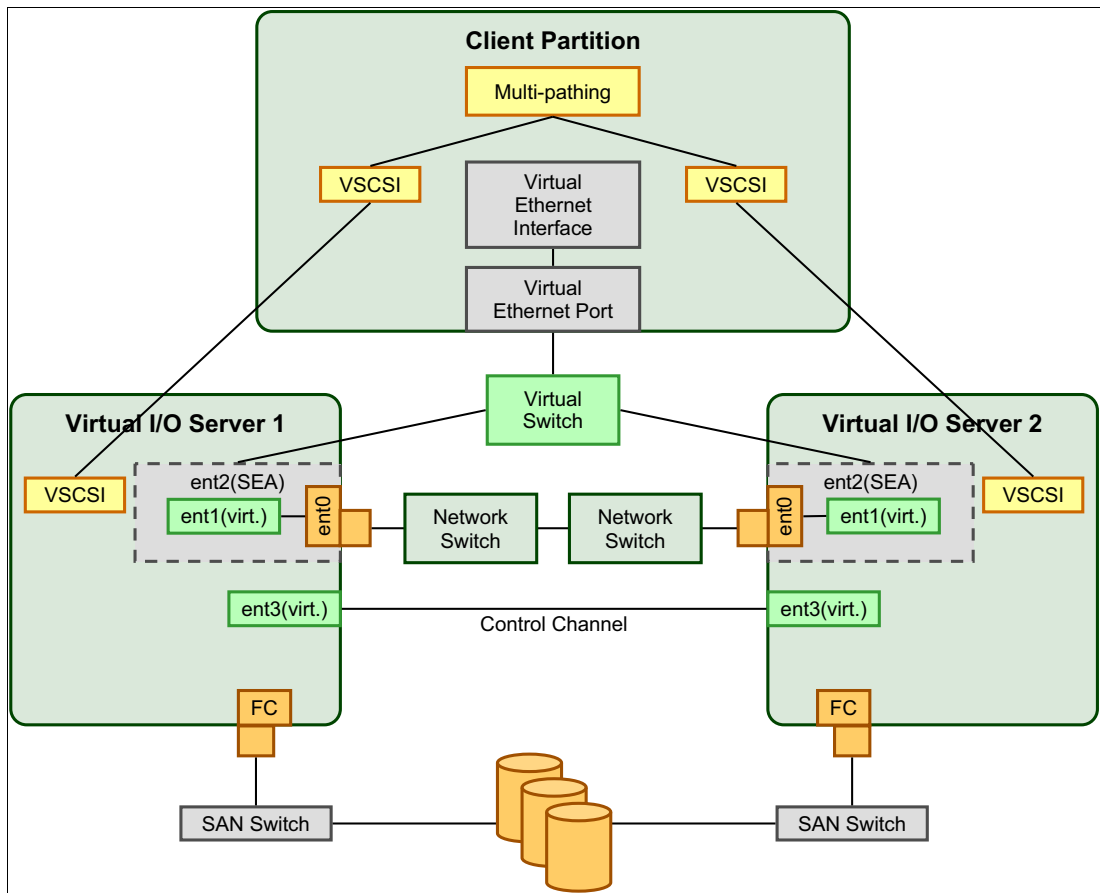 Client Partition
Multi-pathing
VSCSI
VSCSI
Virtual
Ethernet
Interface
Virtual
Ethernet Port
Virtual
Switch
Virtual I/O Server 1
Virtual I/O Server 2
VSCSI
ent2(SEA)
ent1(virt.)
ent0
Network
Switch
Network
Switch
ent0
ent2(SEA)
ent1(virt.)
VSCSI
ent3(virt.)
Control Channel
ent3(virt.)
FC
FC
SAN Switch
SAN Switch